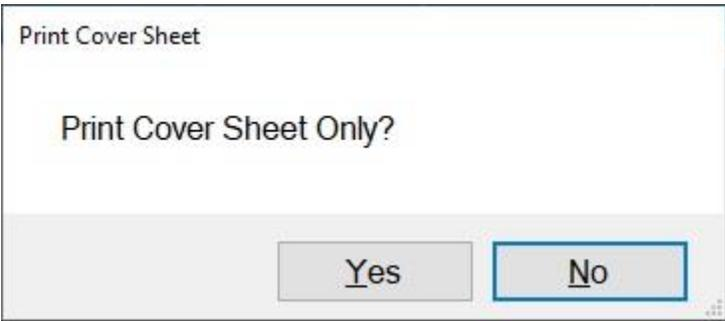 Print Cover Sheet
Print Cover Sheet Only?
Yes No